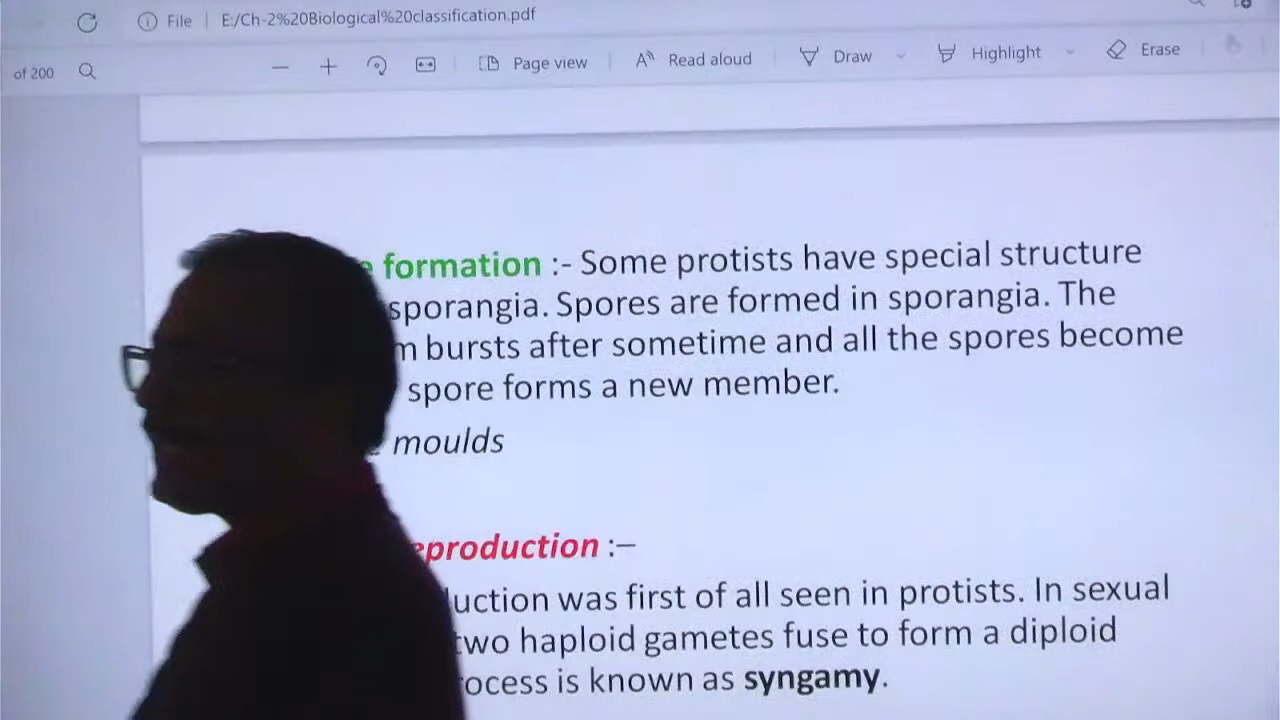 File | E:/Ch-2%20Biological%20classification.pdf
of 200 Page view Read aloud Draw Highlight Erase
formation :- Some protists have special structure
sporangia. Spores are formed in sporangia. The
bursts after sometime and all the spores become
spore forms a new member.
moulds
eproduction :–
uction was first of all seen in protists. In sexual
two haploid gametes fuse to form a diploid
ocess is known as syngamy.